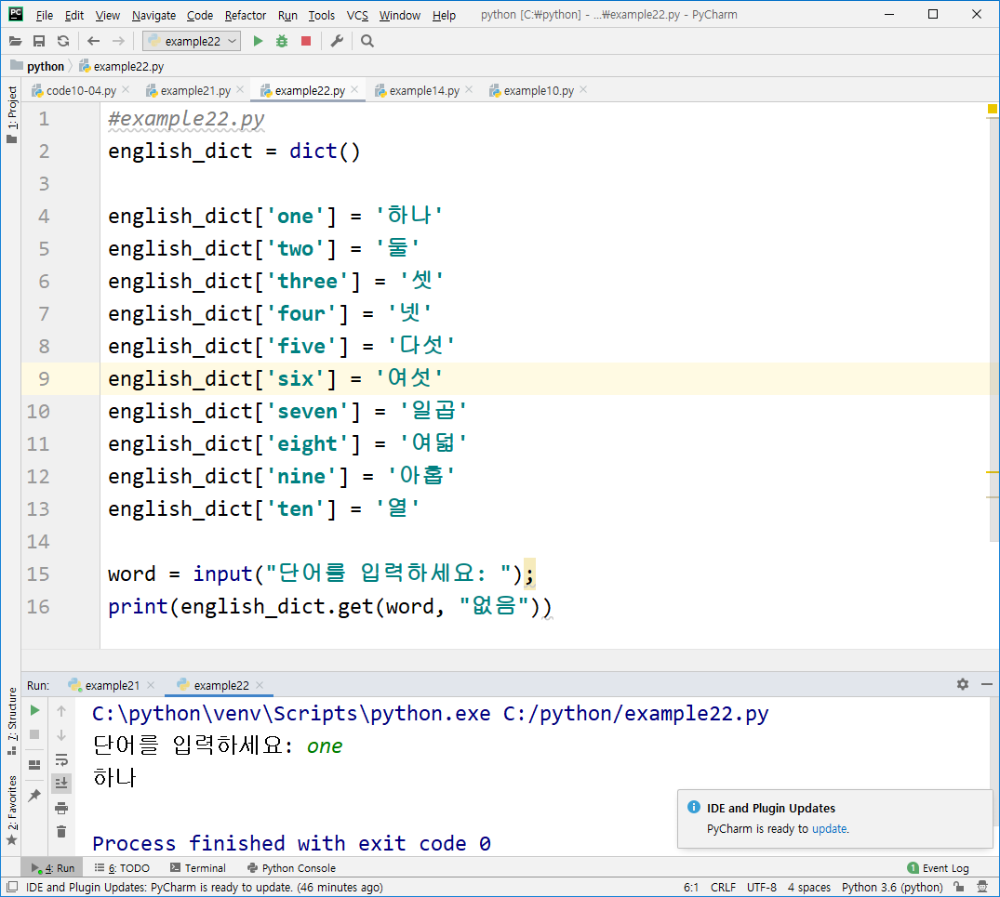 PC File Edit View Navigate Code Refactor Run Tools VCS Window Help python [C:₩python] - ...₩example22.py - PyCharm
example22
python example22.py
code10-04.py example21.py example22.py example14.py example10.py
1: Project
1 #example22.py
2 english_dict = dict()
3
4 english_dict['one'] = '하나'
5 english_dict['two'] = '둘'
6 english_dict['three'] = '셋'
7 english_dict['four'] = '넷'
8 english_dict['five'] = '다섯'
9 english_dict['six'] = '여섯'
10 english_dict['seven'] = '일곱'
11 english_dict['eight'] = '여덟'
12 english_dict['nine'] = '아홉'
13 english_dict['ten'] = '열'
14
15 word = input("단어를 입력하세요: ");
16 print(english_dict.get(word, "없음"))
Run: example21 example22
7: Structure
2: Favorites
C:\python\venv\Scripts\python.exe C:/python/example22.py
단어를 입력하세요: one
하나
Process finished with exit code 0
IDE and Plugin Updates
PyCharm is ready to update.
4: Run 6: TODO Terminal Python Console 1 Event Log
IDE and Plugin Updates: PyCharm is ready to update. (46 minutes ago) 6:1 CRLF UTF-8 4 spaces Python 3.6 (python)